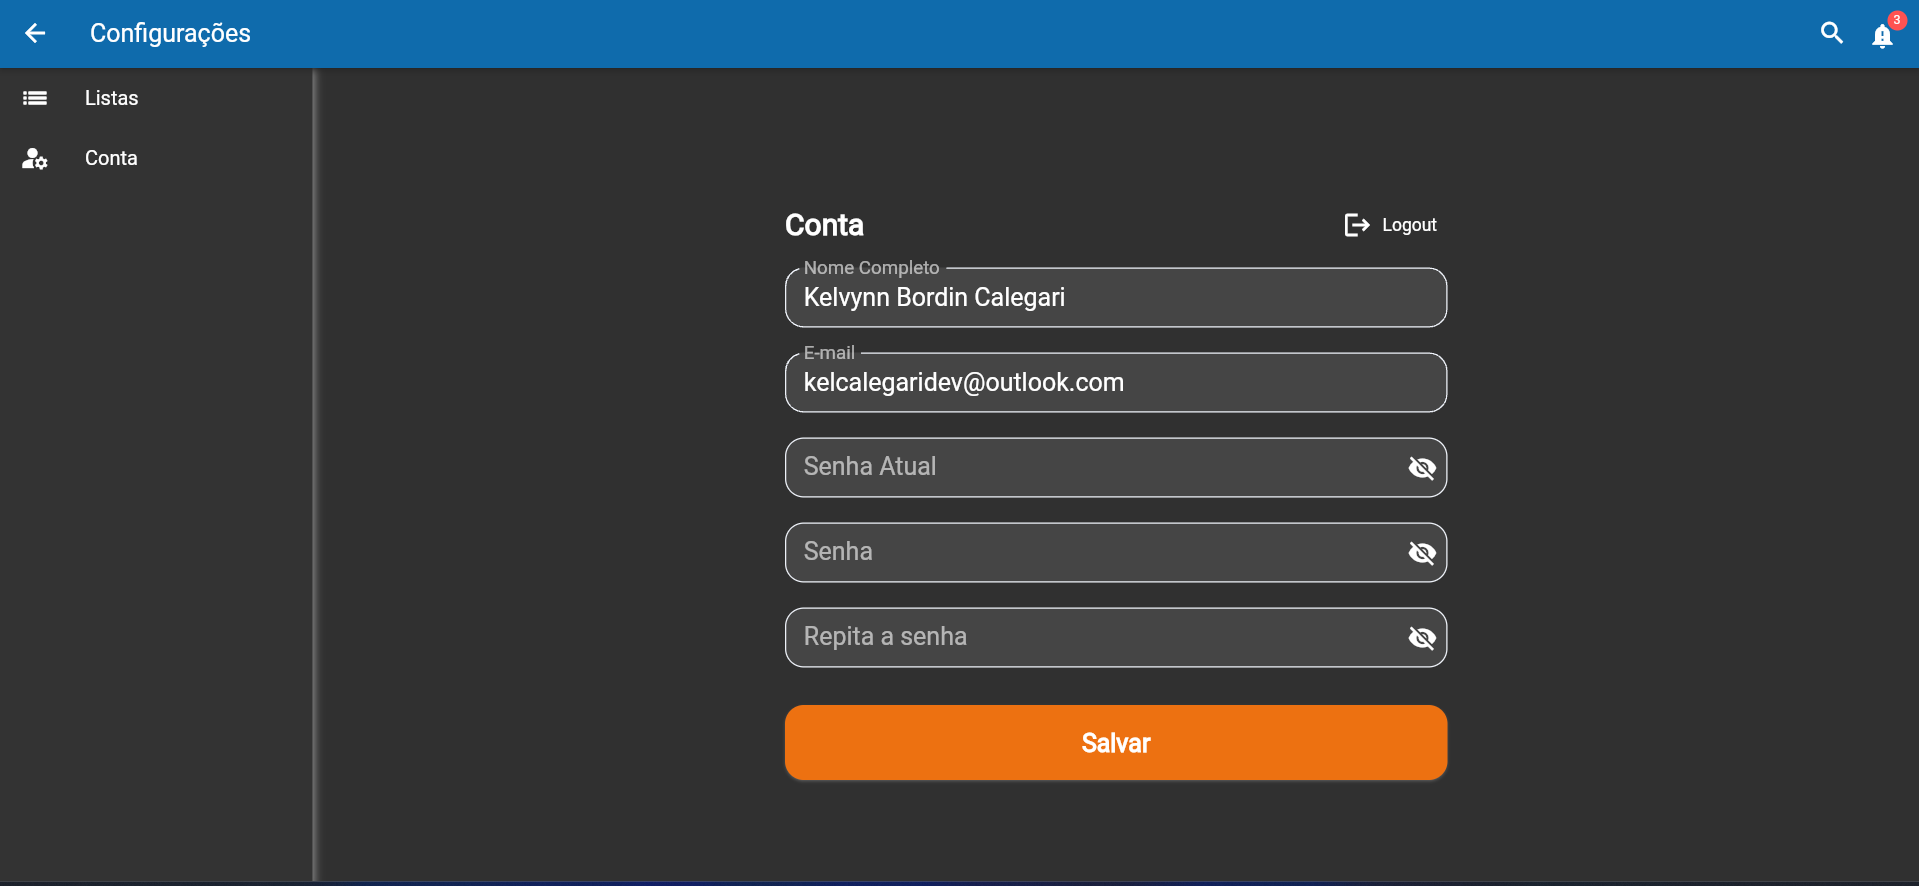 Configurações
3
Listas
Conta
Conta
Logout
Nome Completo
Kelvynn Bordin Calegari
E-mail
kelcalegaridev@outlook.com
Senha Atual
Senha
Repita a senha
Salvar